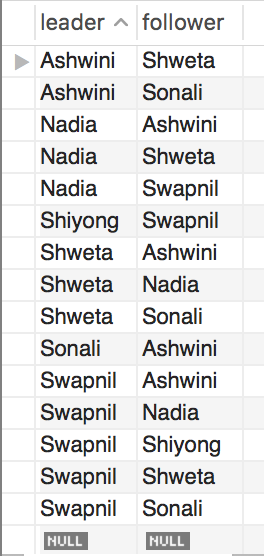 leader follower
Ashwini Shweta
Ashwini Sonali
Nadia Ashwini
Nadia Shweta
Nadia Swapnil
Shiyong Swapnil
Shweta Ashwini
Shweta Nadia
Shweta Sonali
Sonali Ashwini
Swapnil Ashwini
Swapnil Nadia
Swapnil Shiyong
Swapnil Shweta
Swapnil Sonali
NULL NULL